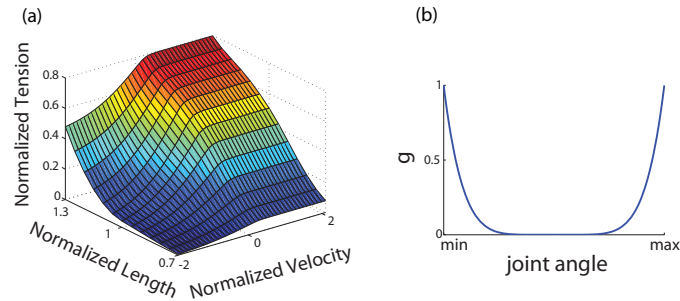 (a)
Normalized Tension
0.8
0.6
0.4
0.2
0
1.3
1
0.7
Normalized Length
-2
0
2
Normalized Velocity
(b)
g
1
0.5
0
min
max
joint angle